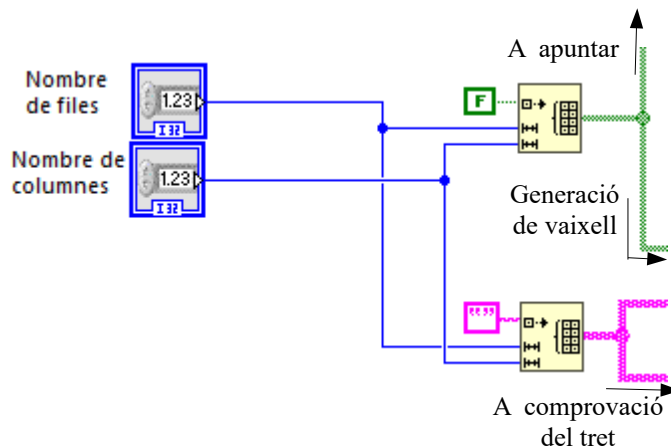 A apuntar
Nombre
de files
1.23
I32
F
Nombre de
columnes
1.23
I32
Generació
de vaixell
""
A comprovació
del tret